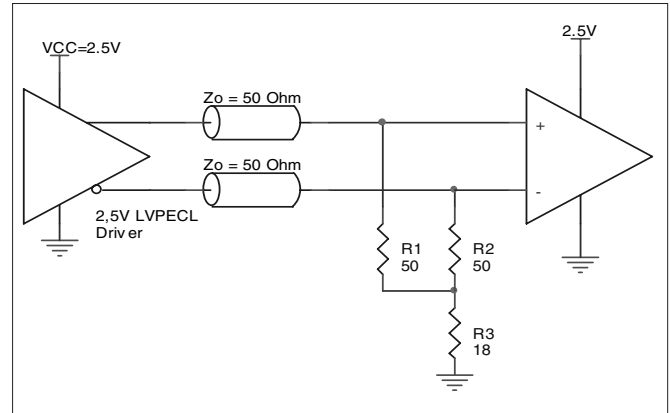 VCC=2.5V
2.5V
Zo = 50 Ohm
Zo = 50 Ohm
+
-
2,5V LVPECL
Driver
R1
50
R2
50
R3
18